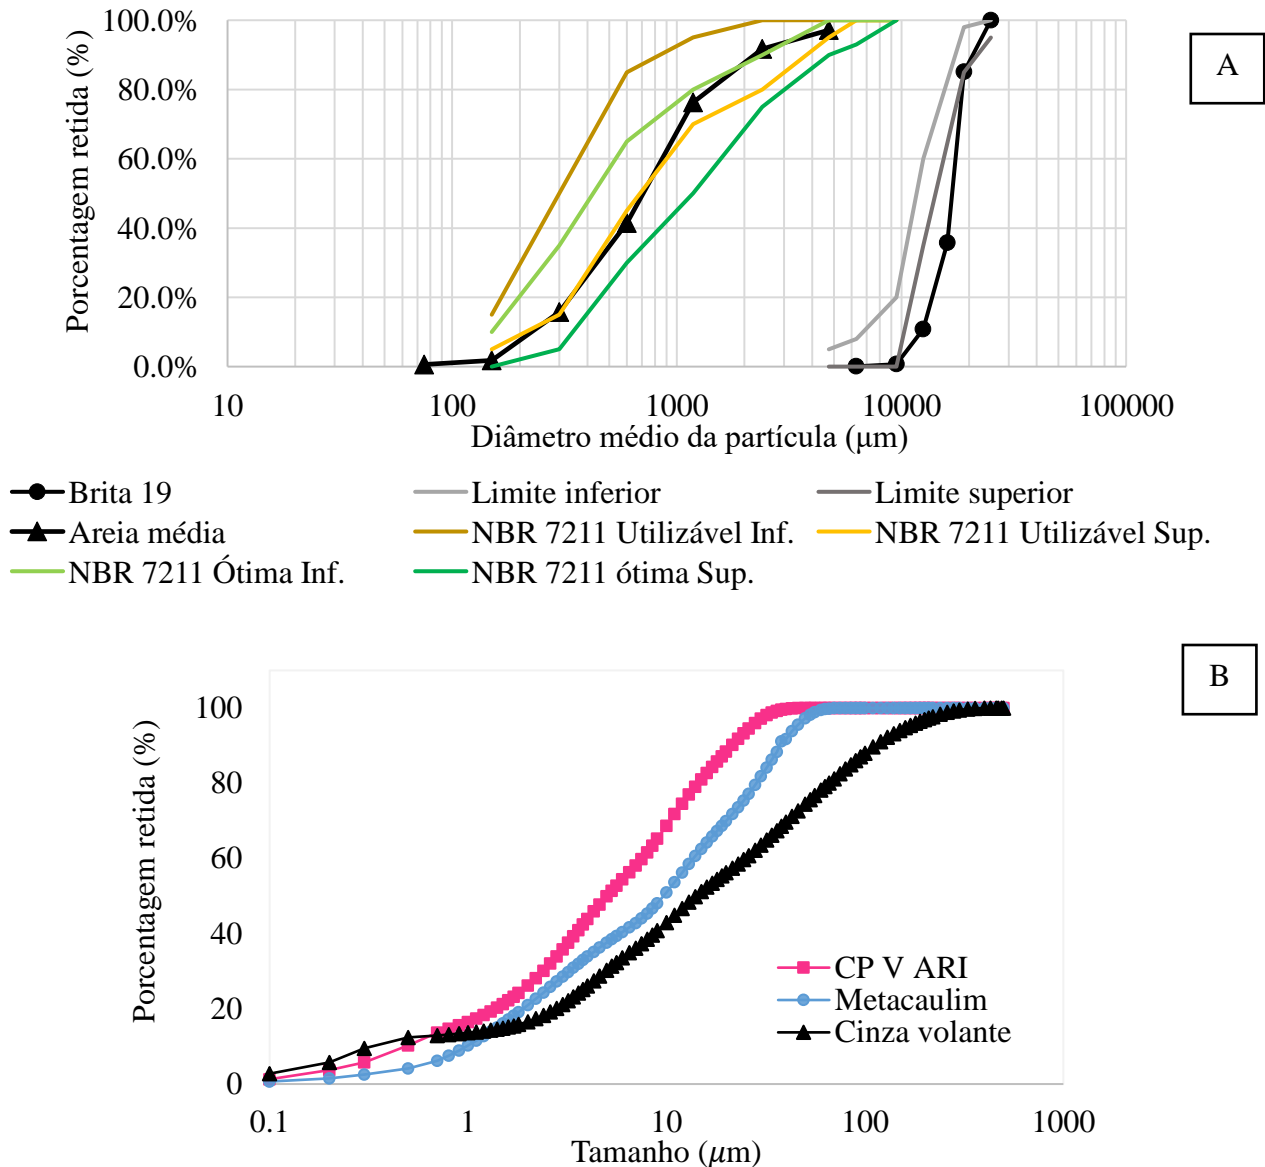 100.0%
80.0%
60.0%
40.0%
20.0%
0.0%
Porcentagem retida (%)
A
10 100 1000 10000 100000
Diâmetro médio da partícula (μm)
Brita 19 Limite inferior Limite superior
Areia média NBR 7211 Utilizável Inf. NBR 7211 Utilizável Sup.
NBR 7211 Ótima Inf. NBR 7211 ótima Sup.
B
100
80
60
40
20
0
Porcentagem retida (%)
CP V ARI
Metacaulim
Cinza volante
0.1 1 10 100 1000
Tamanho (μm)